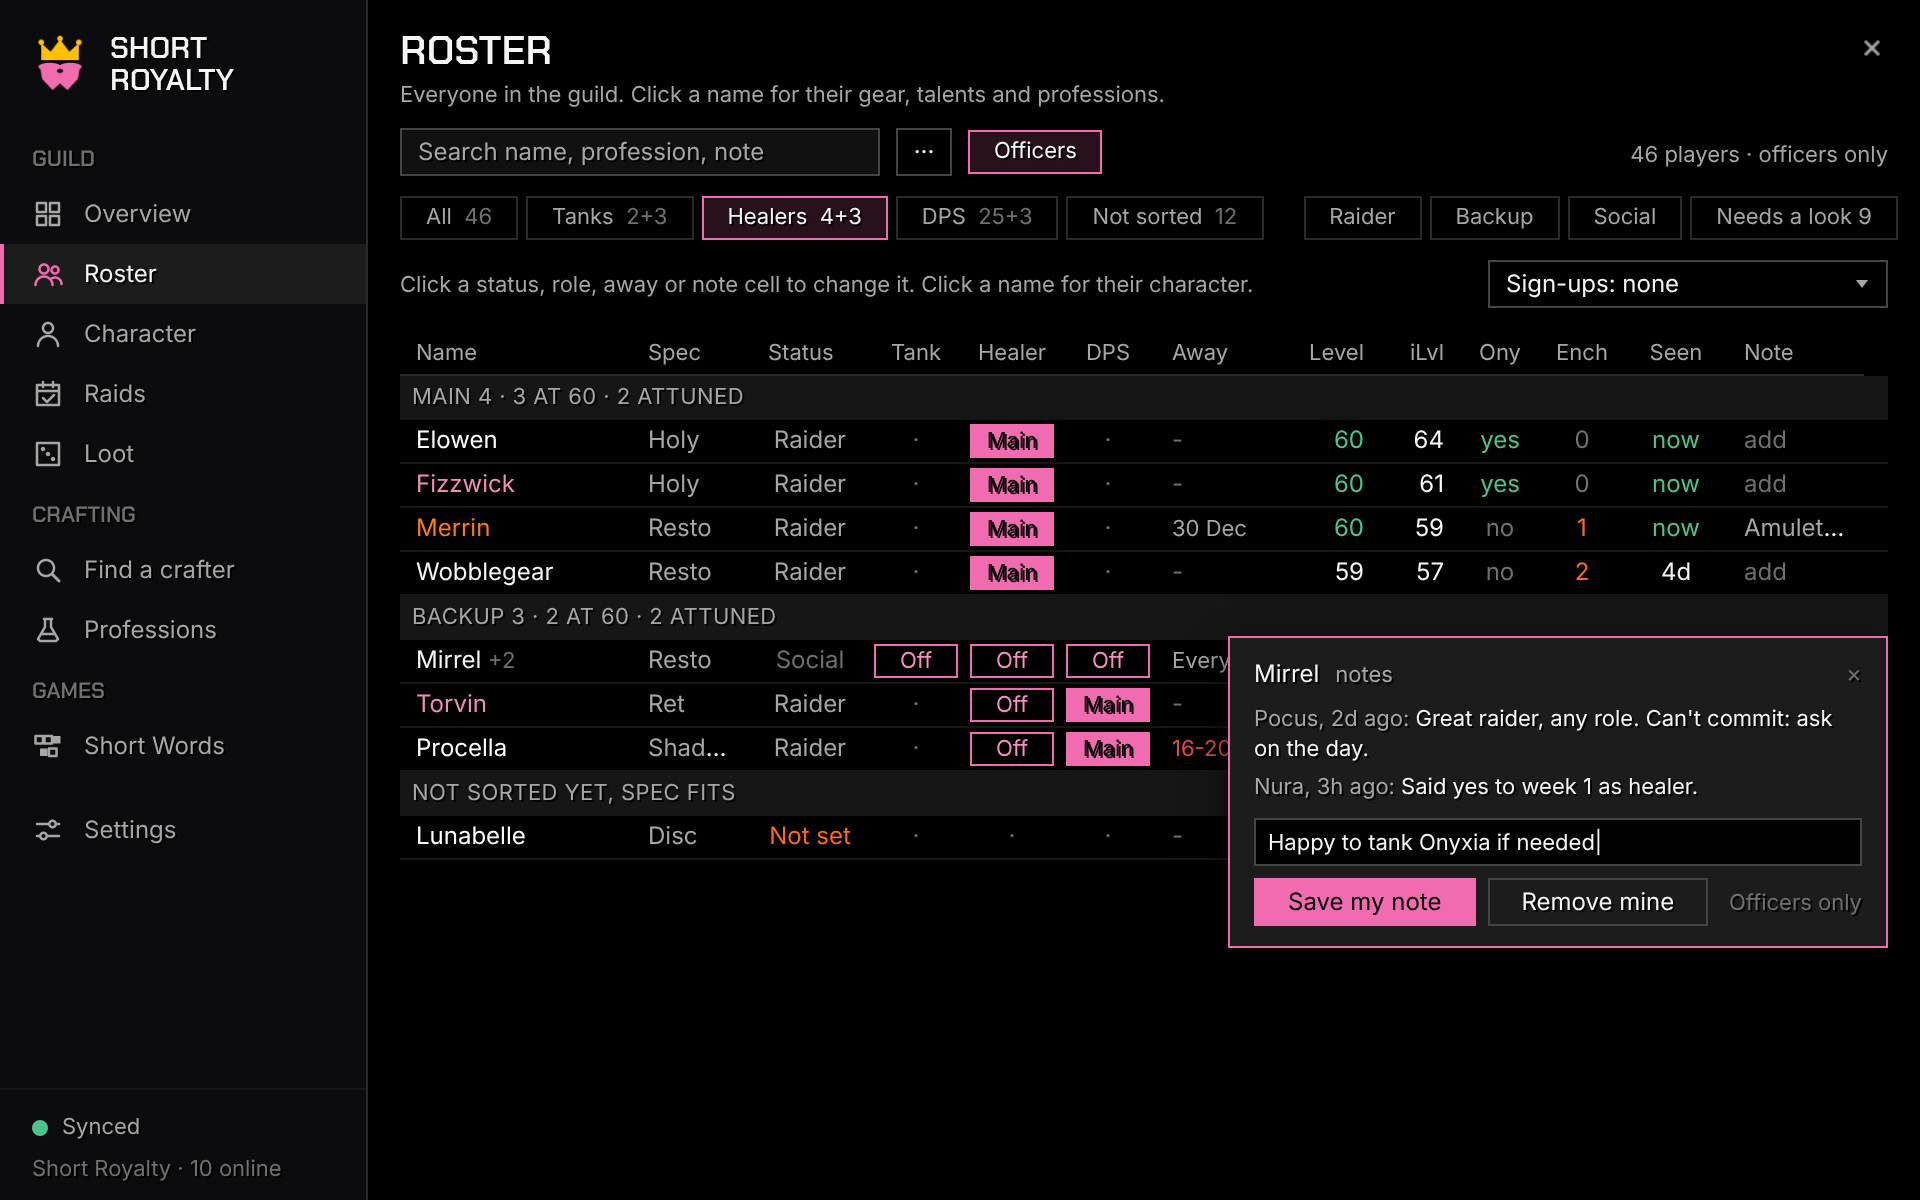 SHORT
ROYALTY
GUILD
Overview
Roster
Character
Raids
Loot
CRAFTING
Find a crafter
Professions
GAMES
Short Words
Settings
Synced
Short Royalty · 10 online
ROSTER
×
Everyone in the guild. Click a name for their gear, talents and professions.
Search name, profession, note ... Officers 46 players · officers only
All 46 Tanks 2+3 Healers 4+3 DPS 25+3 Not sorted 12 Raider Backup Social Needs a look 9
Click a status, role, away or note cell to change it. Click a name for their character. Sign-ups: none
Name Spec Status Tank Healer DPS Away Level iLvl Ony Ench Seen Note
MAIN 4 · 3 AT 60 · 2 ATTUNED
Elowen Holy Raider · Main · - 60 64 yes 0 now add
Fizzwick Holy Raider · Main · - 60 61 yes 0 now add
Merrin Resto Raider · Main · 30 Dec 60 59 no 1 now Amulet...
Wobblegear Resto Raider · Main · - 59 57 no 2 4d add
BACKUP 3 · 2 AT 60 · 2 ATTUNED
Mirrel +2 Resto Social Off Off Off Every
Torvin Ret Raider · Off Main -
Procella Shad... Raider · Off Main 16-20
NOT SORTED YET, SPEC FITS
Lunabelle Disc Not set · · · -
Mirrel notes ×
Pocus, 2d ago: Great raider, any role. Can't commit: ask
on the day.
Nura, 3h ago: Said yes to week 1 as healer.
Happy to tank Onyxia if needed
Save my note Remove mine Officers only